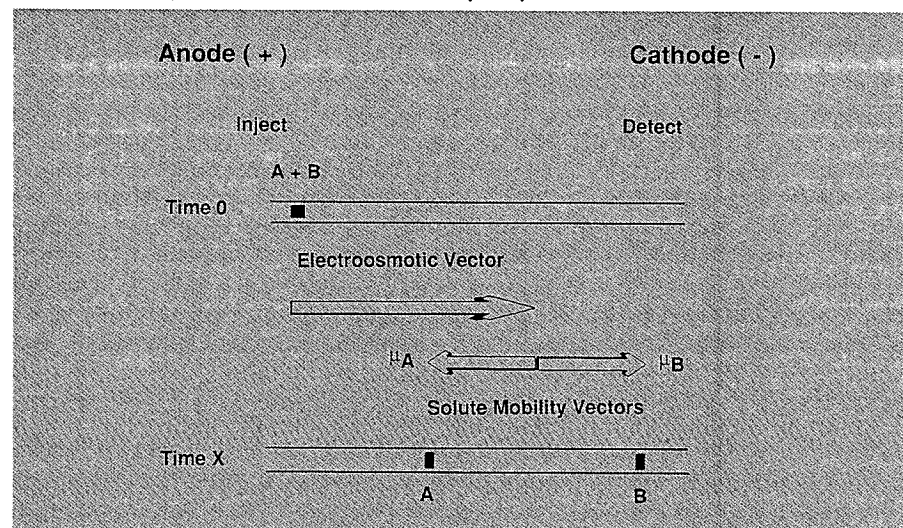 Anode ( + ) Cathode ( - )
Inject Detect
A + B
Time 0
Electroosmotic Vector
μA μB
Solute Mobility Vectors
Time X
A B